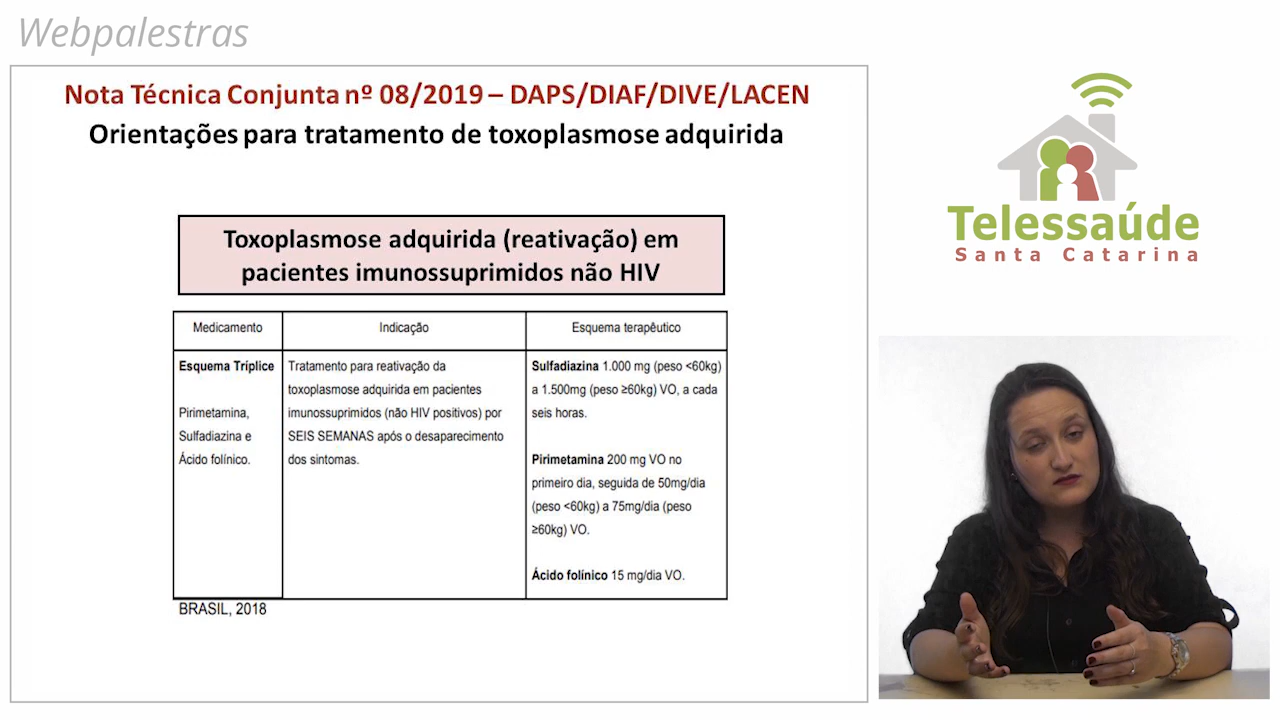 Webpalestras
Nota Técnica Conjunta nº 08/2019 – DAPS/DIAF/DIVE/LACEN
Orientações para tratamento de toxoplasmose adquirida
Toxoplasmose adquirida (reativação) em
pacientes imunossuprimidos não HIV
Medicamento
Indicação
Esquema terapêutico
Esquema Tríplice
Pirimetamina,
Sulfadiazina e
Ácido folínico.
Tratamento para reativação da
toxoplasmose adquirida em pacientes
imunossuprimidos (não HIV positivos) por
SEIS SEMANAS após o desaparecimento
dos sintomas.
Sulfadiazina 1.000 mg (peso <60kg)
a 1.500mg (peso ≥60kg) VO, a cada
seis horas.
Pirimetamina 200 mg VO no
primeiro dia, seguida de 50mg/dia
(peso <60kg) a 75mg/dia (peso
≥60kg) VO.
Ácido folínico 15 mg/dia VO.
BRASIL, 2018
Telessaúde
Santa Catarina